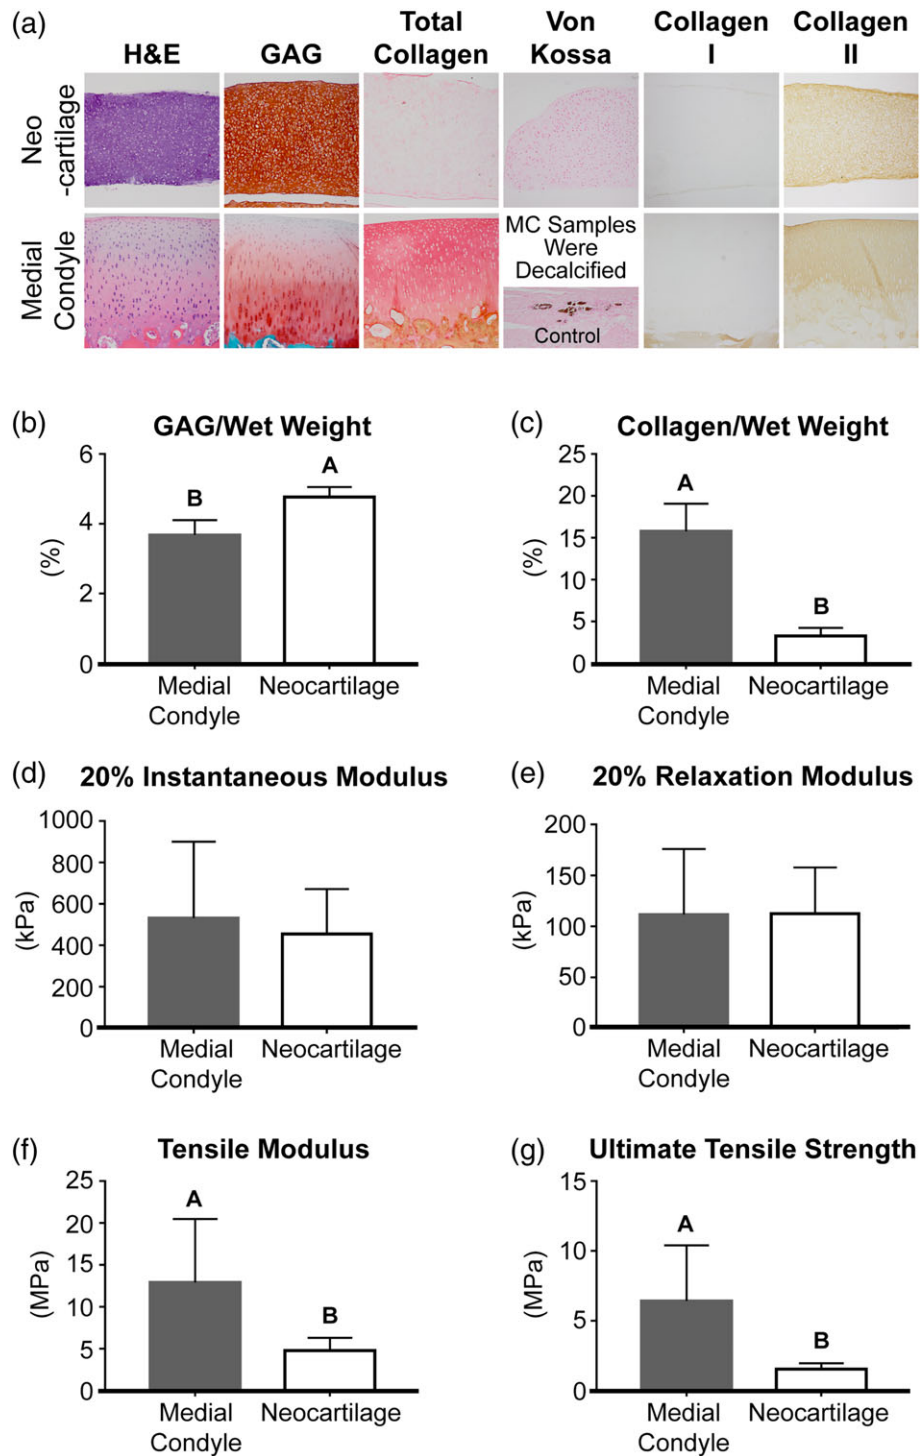 (a)
H&E
GAG
Total
Collagen
Von
Kossa
Collagen
I
Collagen
II
Neo
-cartilage
Medial
Condyle
MC Samples
Were
Decalcified
Control
(b)
GAG/Wet Weight
(%)
6
4
2
0
B
A
Medial
Condyle
Neocartilage
(c)
Collagen/Wet Weight
(%)
25
20
15
10
5
0
A
B
Medial
Condyle
Neocartilage
(d)
20% Instantaneous Modulus
(kPa)
1000
800
600
400
200
0
Medial
Condyle
Neocartilage
(e)
20% Relaxation Modulus
(kPa)
200
150
100
50
0
Medial
Condyle
Neocartilage
(f)
Tensile Modulus
(MPa)
25
20
15
10
5
0
A
B
Medial
Condyle
Neocartilage
(g)
Ultimate Tensile Strength
(MPa)
15
10
5
0
A
B
Medial
Condyle
Neocartilage